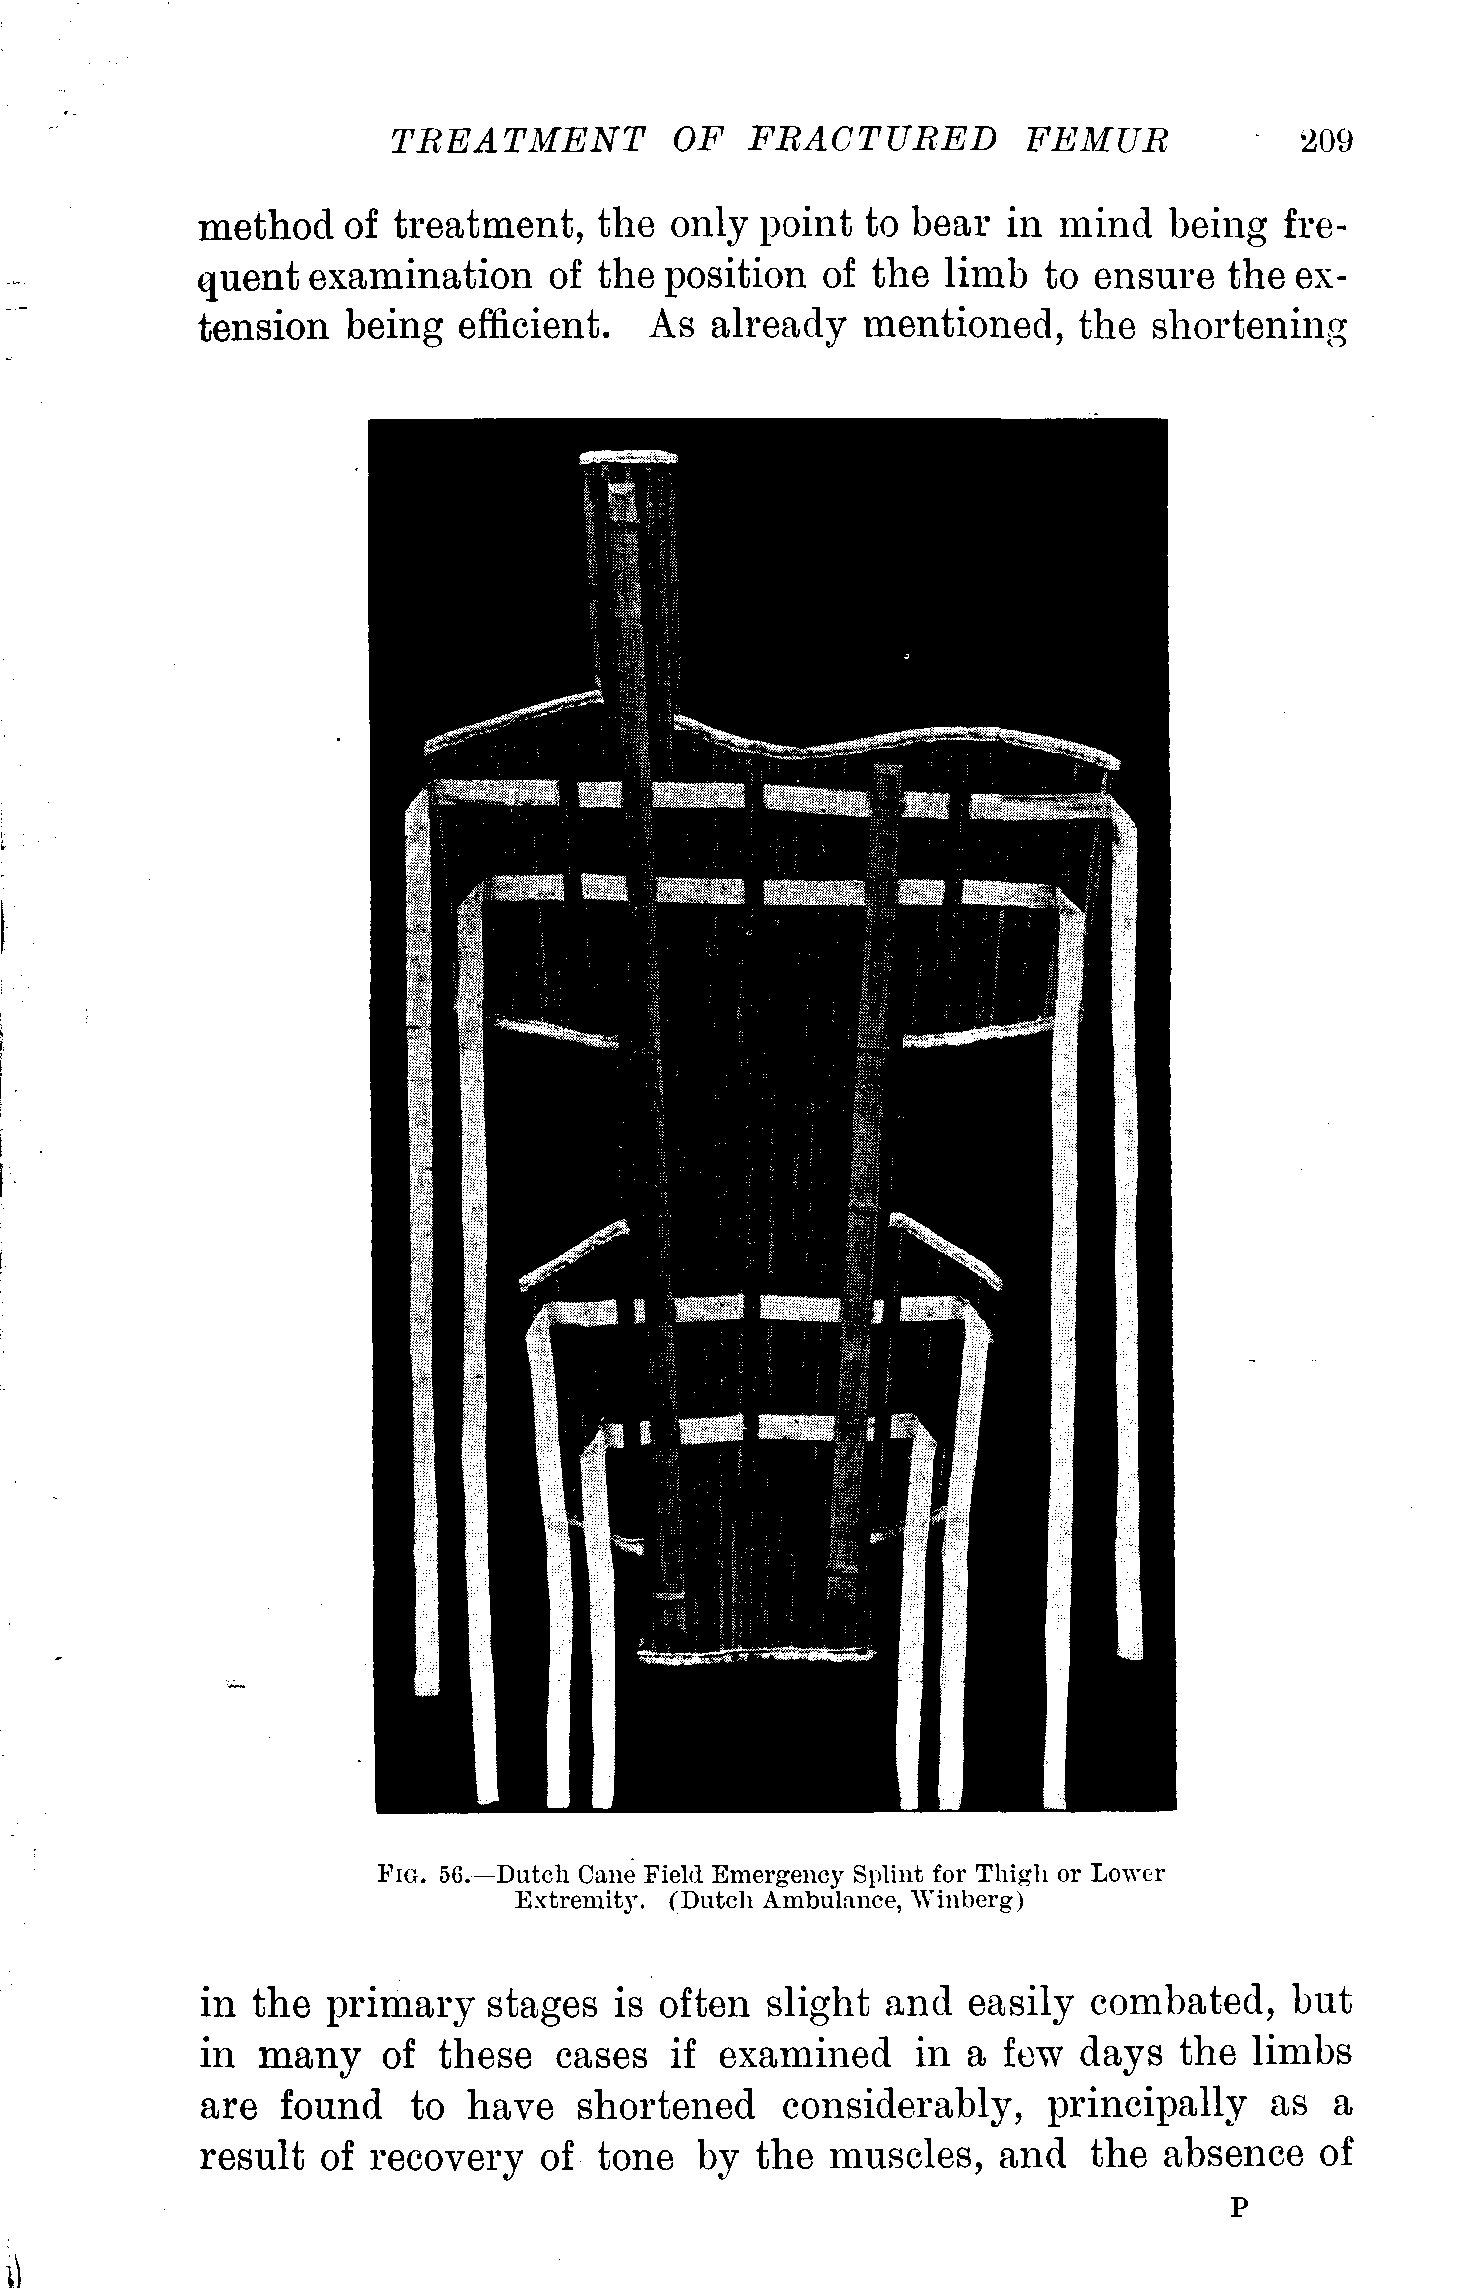 TREATMENT OF FRACTURED FEMUR 209
method of treatment, the only point to bear in mind being fre-
quent examination of the position of the limb to ensure the ex-
tension being efficient. As already mentioned, the shortening
FIG. 56.—Dutch Cane Field Emergency Splint for Thigh or Lower
Extremity. (Dutch Ambulance, Winberg)
in the primary stages is often slight and easily combated, but
in many of these cases if examined in a few days the limbs
are found to have shortened considerably, principally as a
result of recovery of tone by the muscles, and the absence of
P